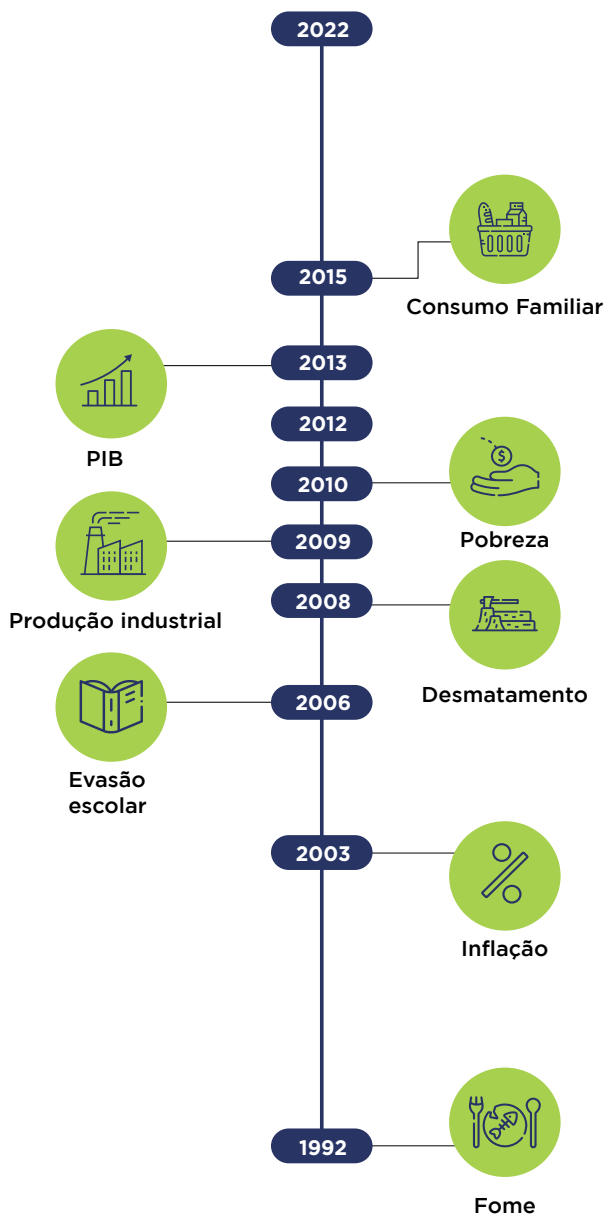 2022
2015
Consumo Familiar
2013
PIB
2012
2010
Pobreza
2009
Produção industrial
2008
Desmatamento
2006
Evasão
escolar
2003
Inflação
1992
Fome
$